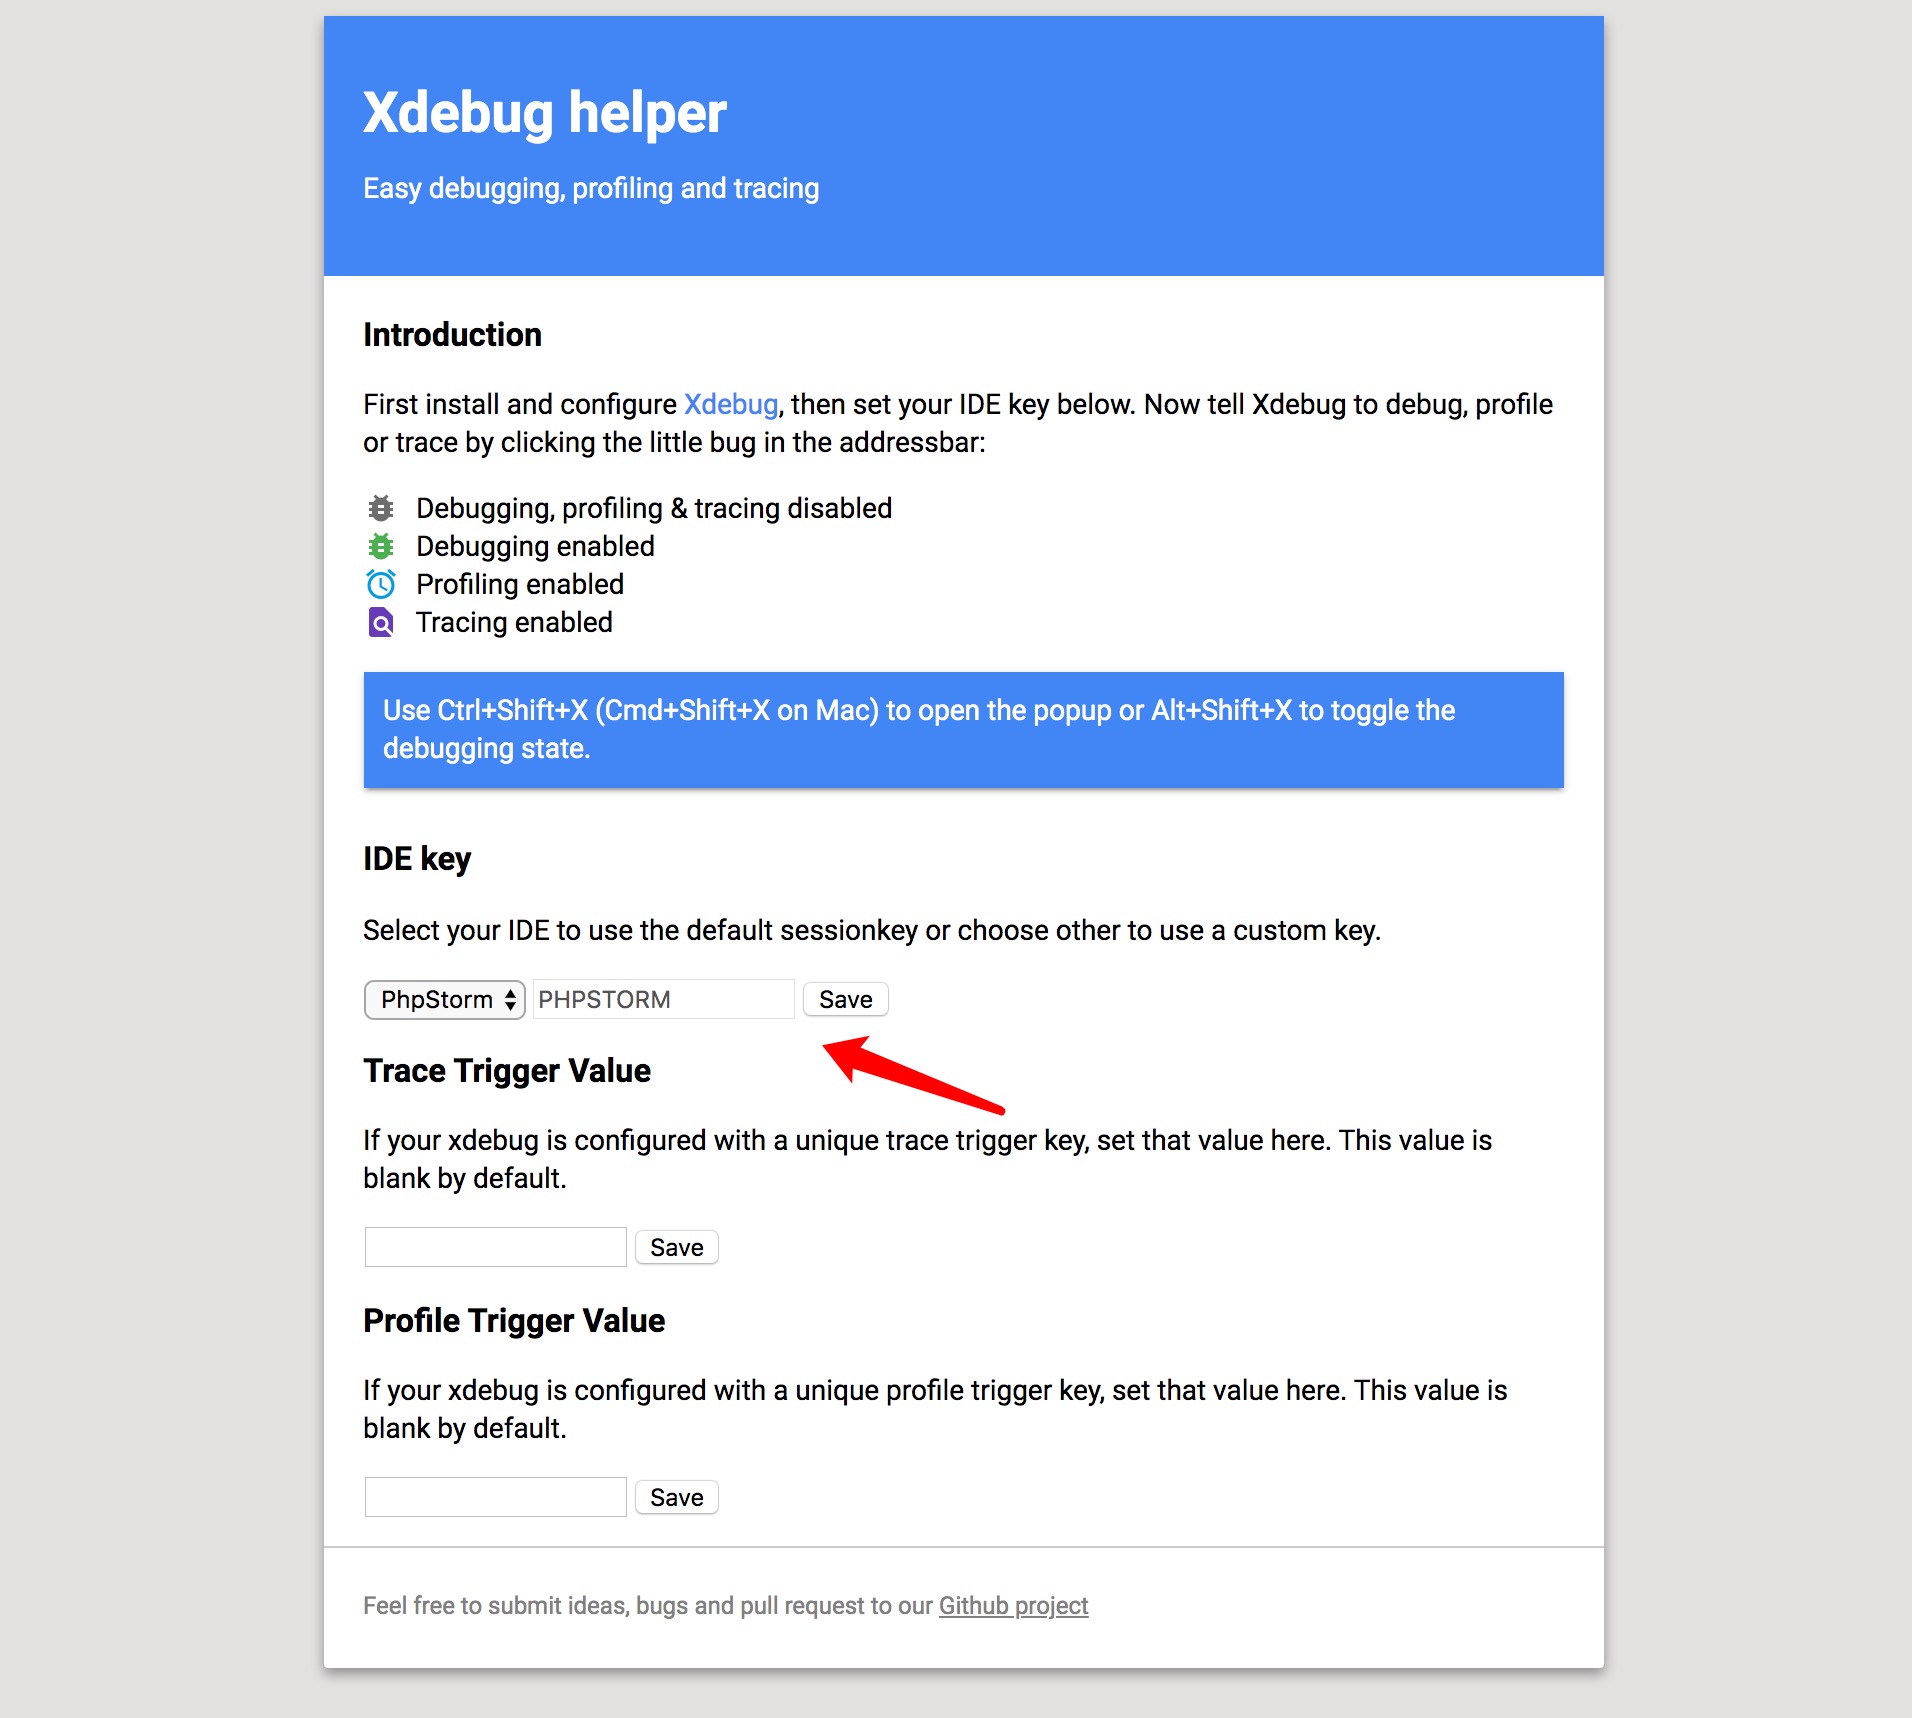 Xdebug helper
Easy debugging, profiling and tracing
Introduction
First install and configure Xdebug, then set your IDE key below. Now tell Xdebug to debug, profile
or trace by clicking the little bug in the addressbar:
Debugging, profiling & tracing disabled
Debugging enabled
Profiling enabled
Tracing enabled
Use Ctrl+Shift+X (Cmd+Shift+X on Mac) to open the popup or Alt+Shift+X to toggle the
debugging state.
IDE key
Select your IDE to use the default sessionkey or choose other to use a custom key.
PhpStorm PHPSTORM Save
Trace Trigger Value
If your xdebug is configured with a unique trace trigger key, set that value here. This value is
blank by default.
Save
Profile Trigger Value
If your xdebug is configured with a unique profile trigger key, set that value here. This value is
blank by default.
Save
Feel free to submit ideas, bugs and pull request to our Github project